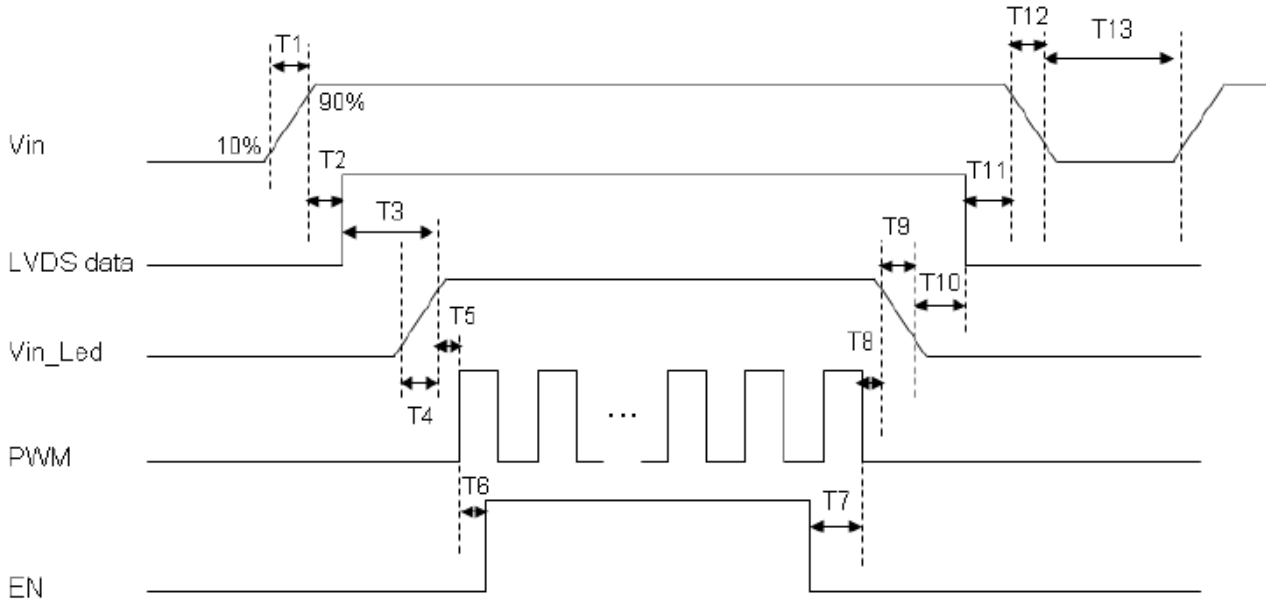 T1
T12
T13
90%
10%
Vin
T2
T11
T3
T9
LVDS data
T10
T5
Vin_Led
T8
T4
...
PWM
T6
T7
EN